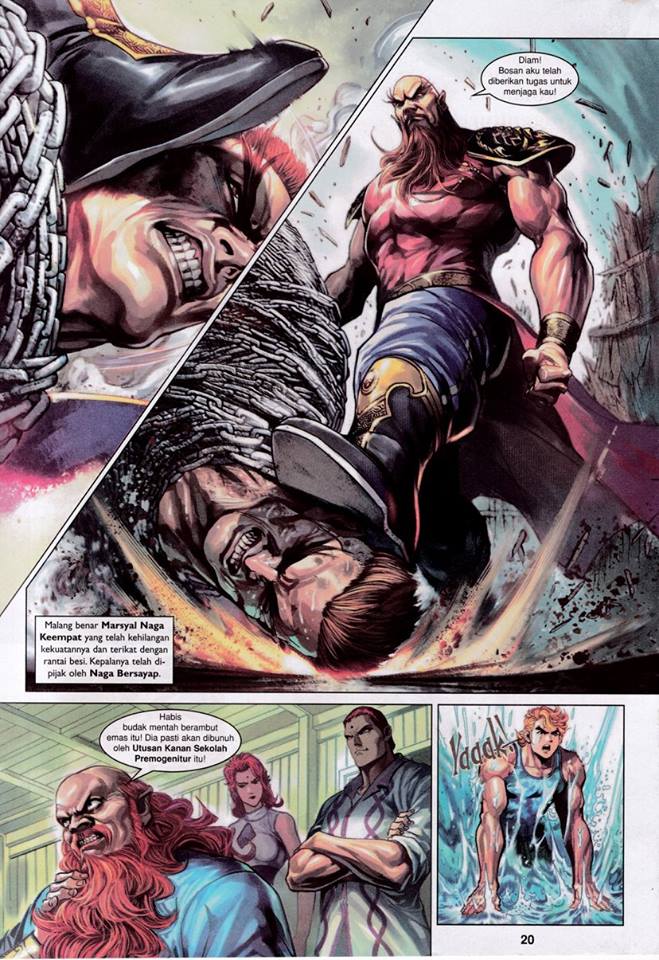 Diam!
Bosan aku telah
diberikan tugas untuk
menjaga kau!
Malang benar Marsyal Naga
Keempat yang telah kehilangan
kekuatannya dan terikat dengan
rantai besi. Kepalanya telah di-
pijak oleh Naga Bersayap.
Habis
budak mentah berambut
emas itu! Dia pasti akan dibunuh
oleh Utusan Kanan Sekolah
Premogenitur itu!
Yaaak!!
20